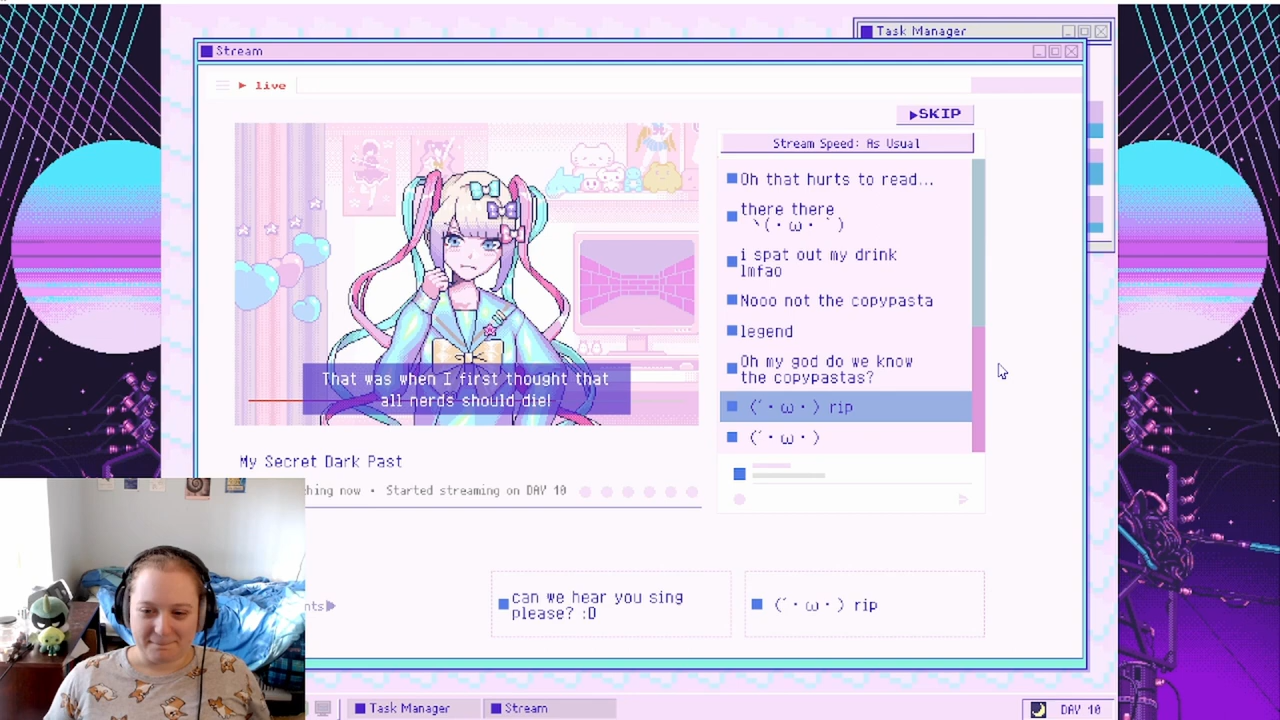 Task Manager
Stream
live
▶SKIP
Stream Speed: As Usual
Oh that hurts to read...
there there
`(・ω・`)
i spat out my drink
lmfao
Nooo not the copypasta
legend
Oh my god do we know
the copypastas?
(´・ω・) rip
(´・ω・)
That was when I first thought that
all nerds should die!
My Secret Dark Past
hing now • Started streaming on DAY 10
nts▶
can we hear you sing
please? :D
(´・ω・) rip
Task Manager
Stream
DAY 10